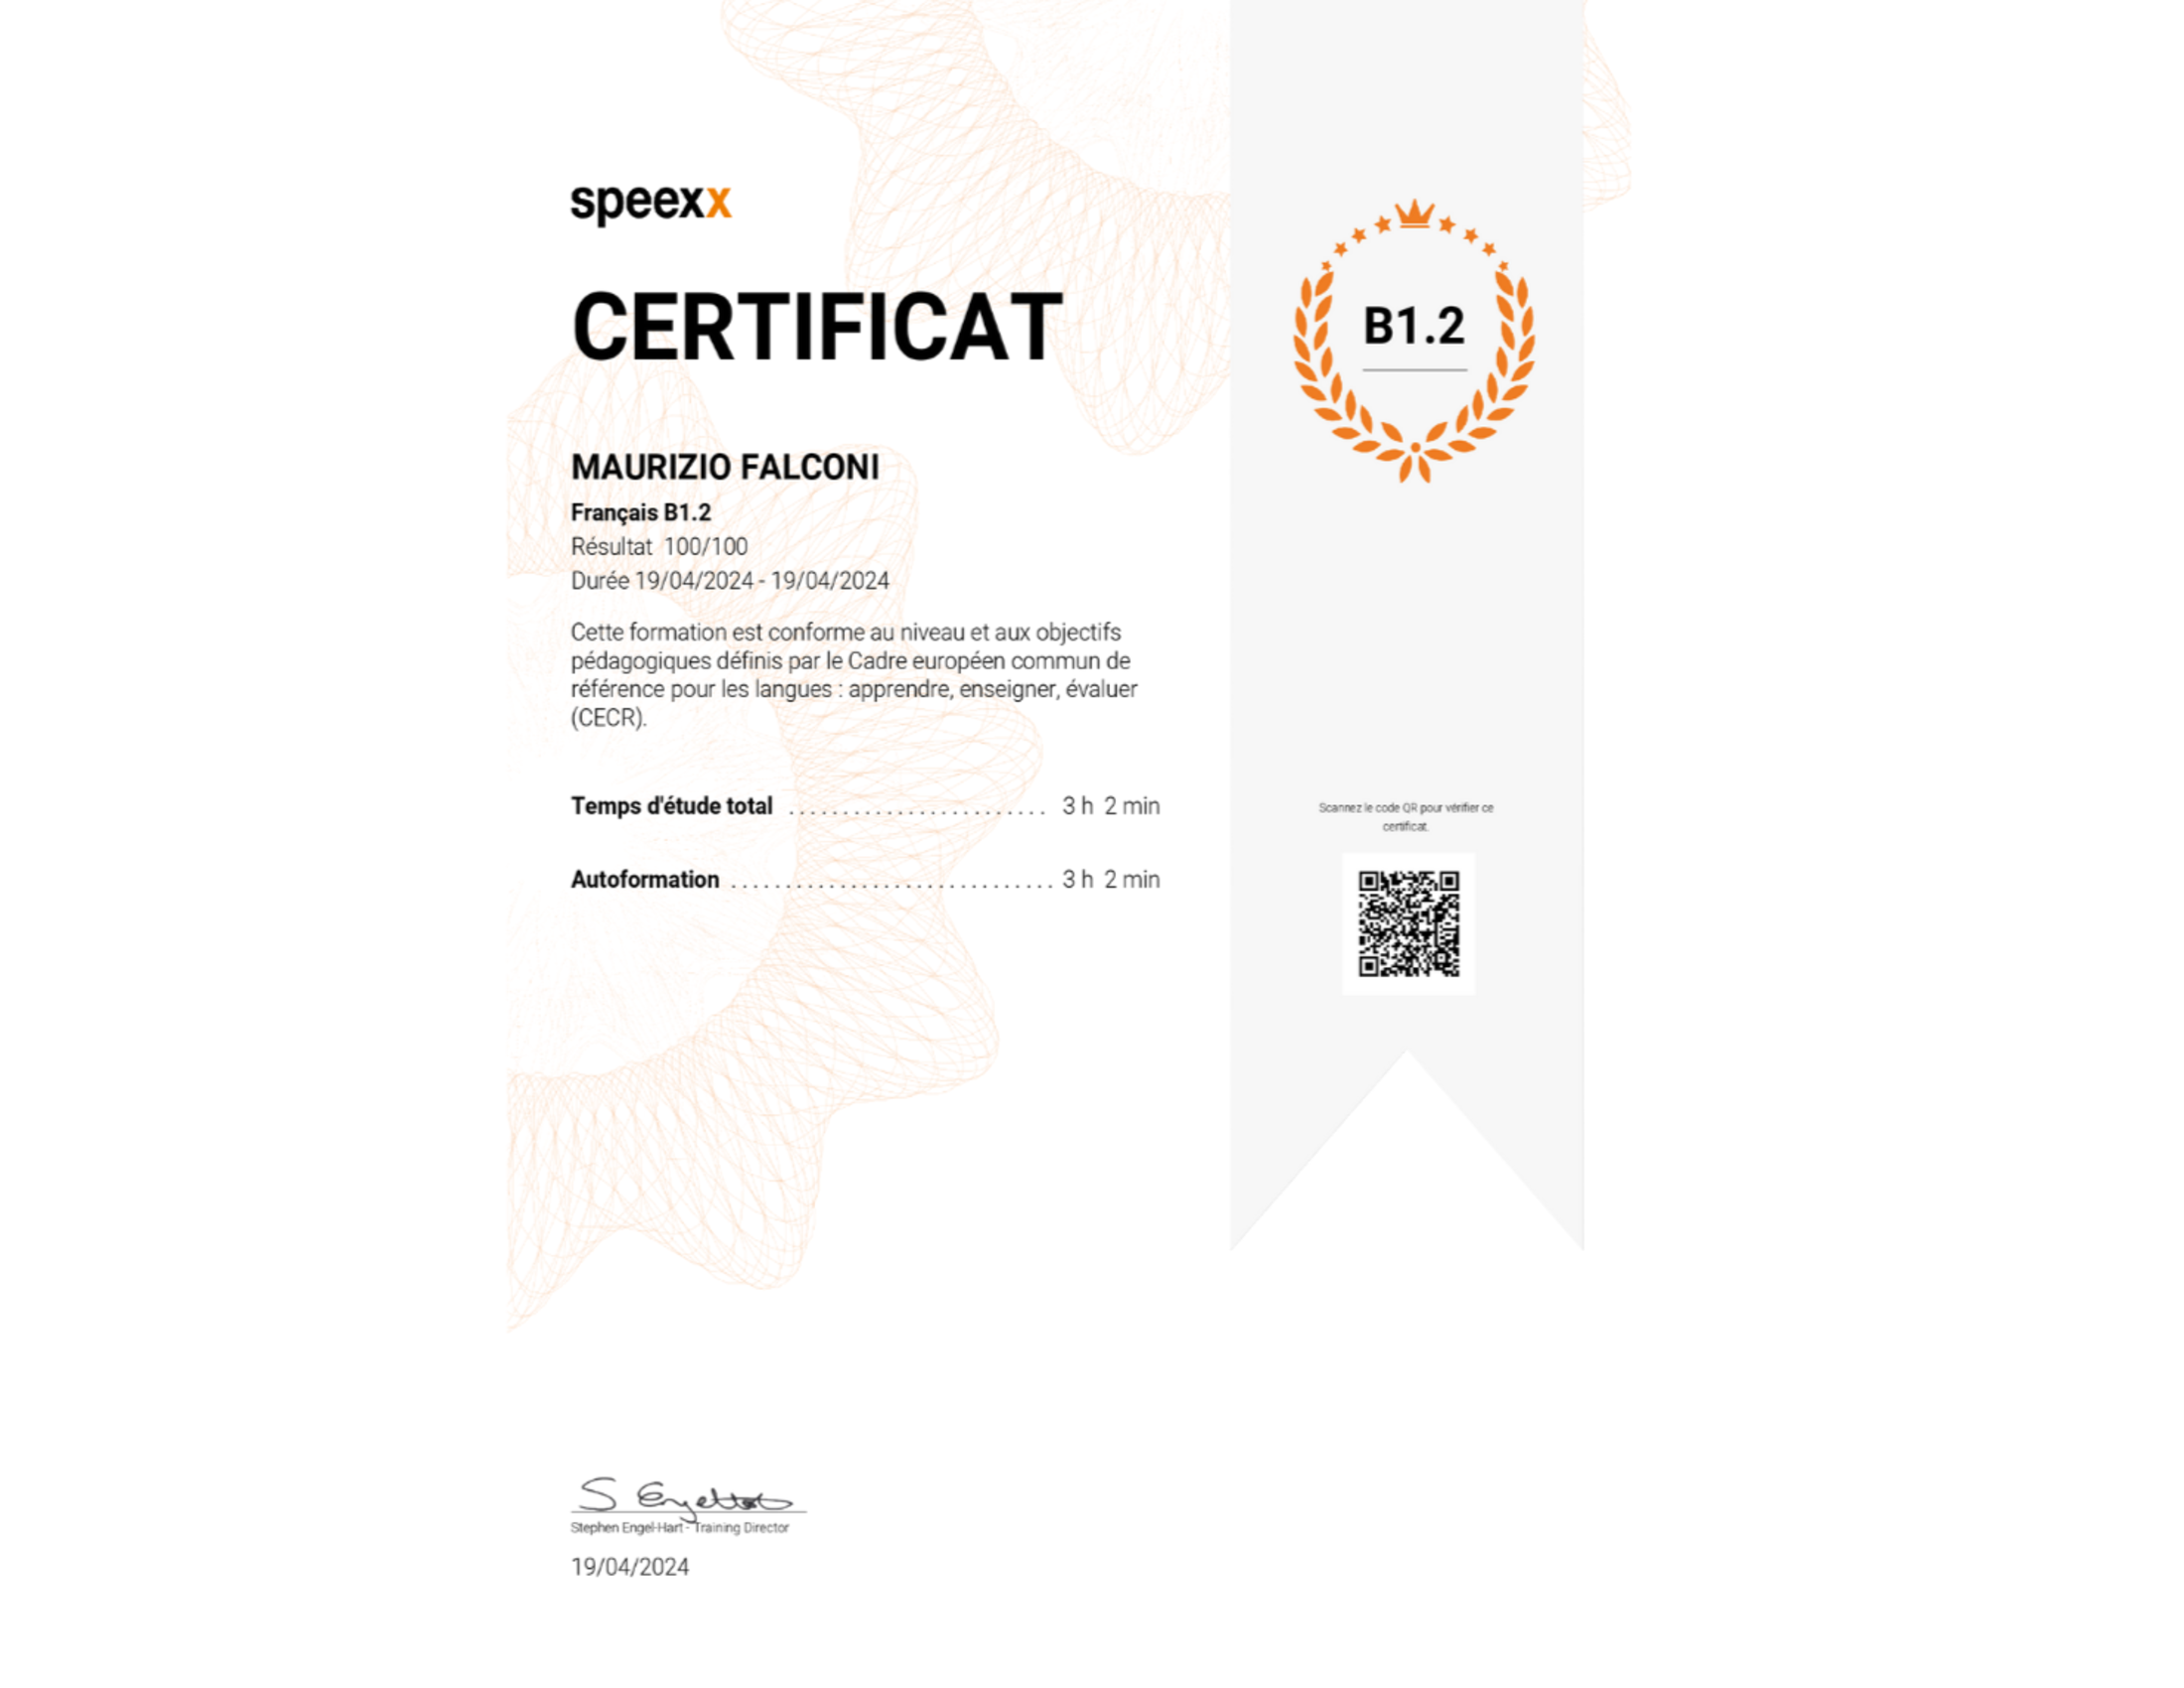 speexx
CERTIFICAT
MAURIZIO FALCONI
Français B1.2
Résultat 100/100
Durée 19/04/2024 - 19/04/2024
Cette formation est conforme au niveau et aux objectifs
pédagogiques définis par le Cadre européen commun de
référence pour les langues : apprendre, enseigner, évaluer
(CECR).
Temps d'étude total ........................ 3 h 2 min
Autoformation .............................. 3 h 2 min
Stephen Engel-Hart - Training Director
19/04/2024
B1.2
Scannez le code QR pour vérifier ce
certificat.